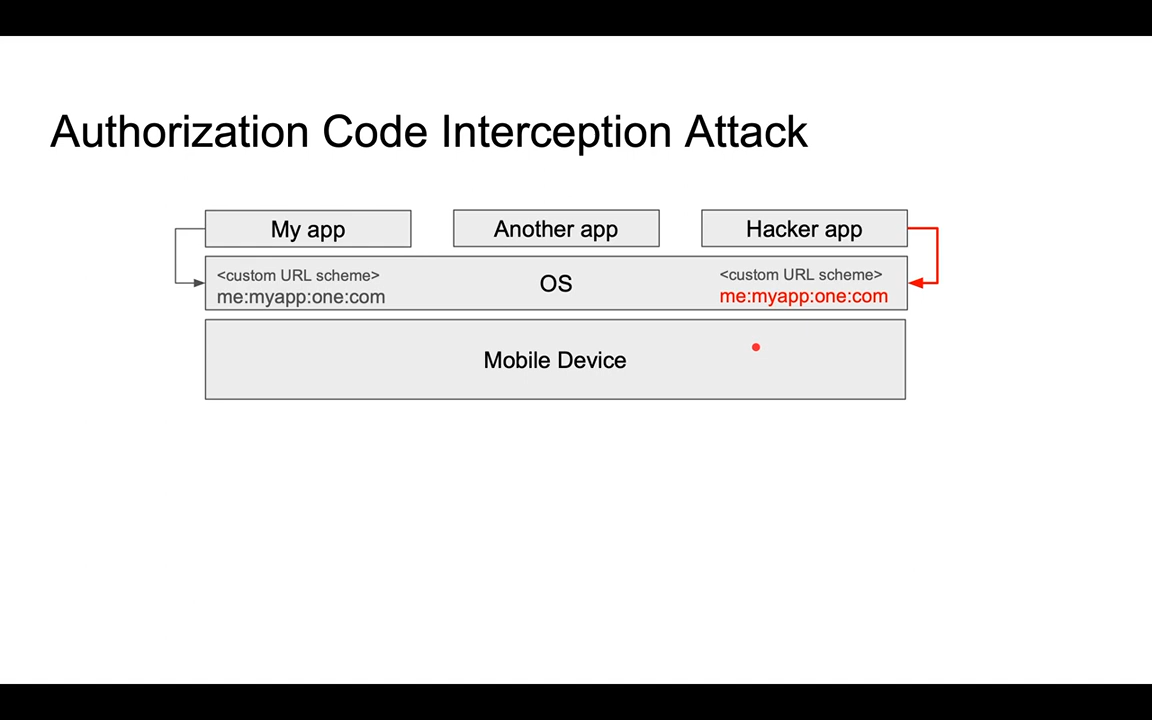 Authorization Code Interception Attack
My app
Another app
Hacker app
<custom URL scheme>
me:myapp:one:com
OS
<custom URL scheme>
me:myapp:one:com
Mobile Device